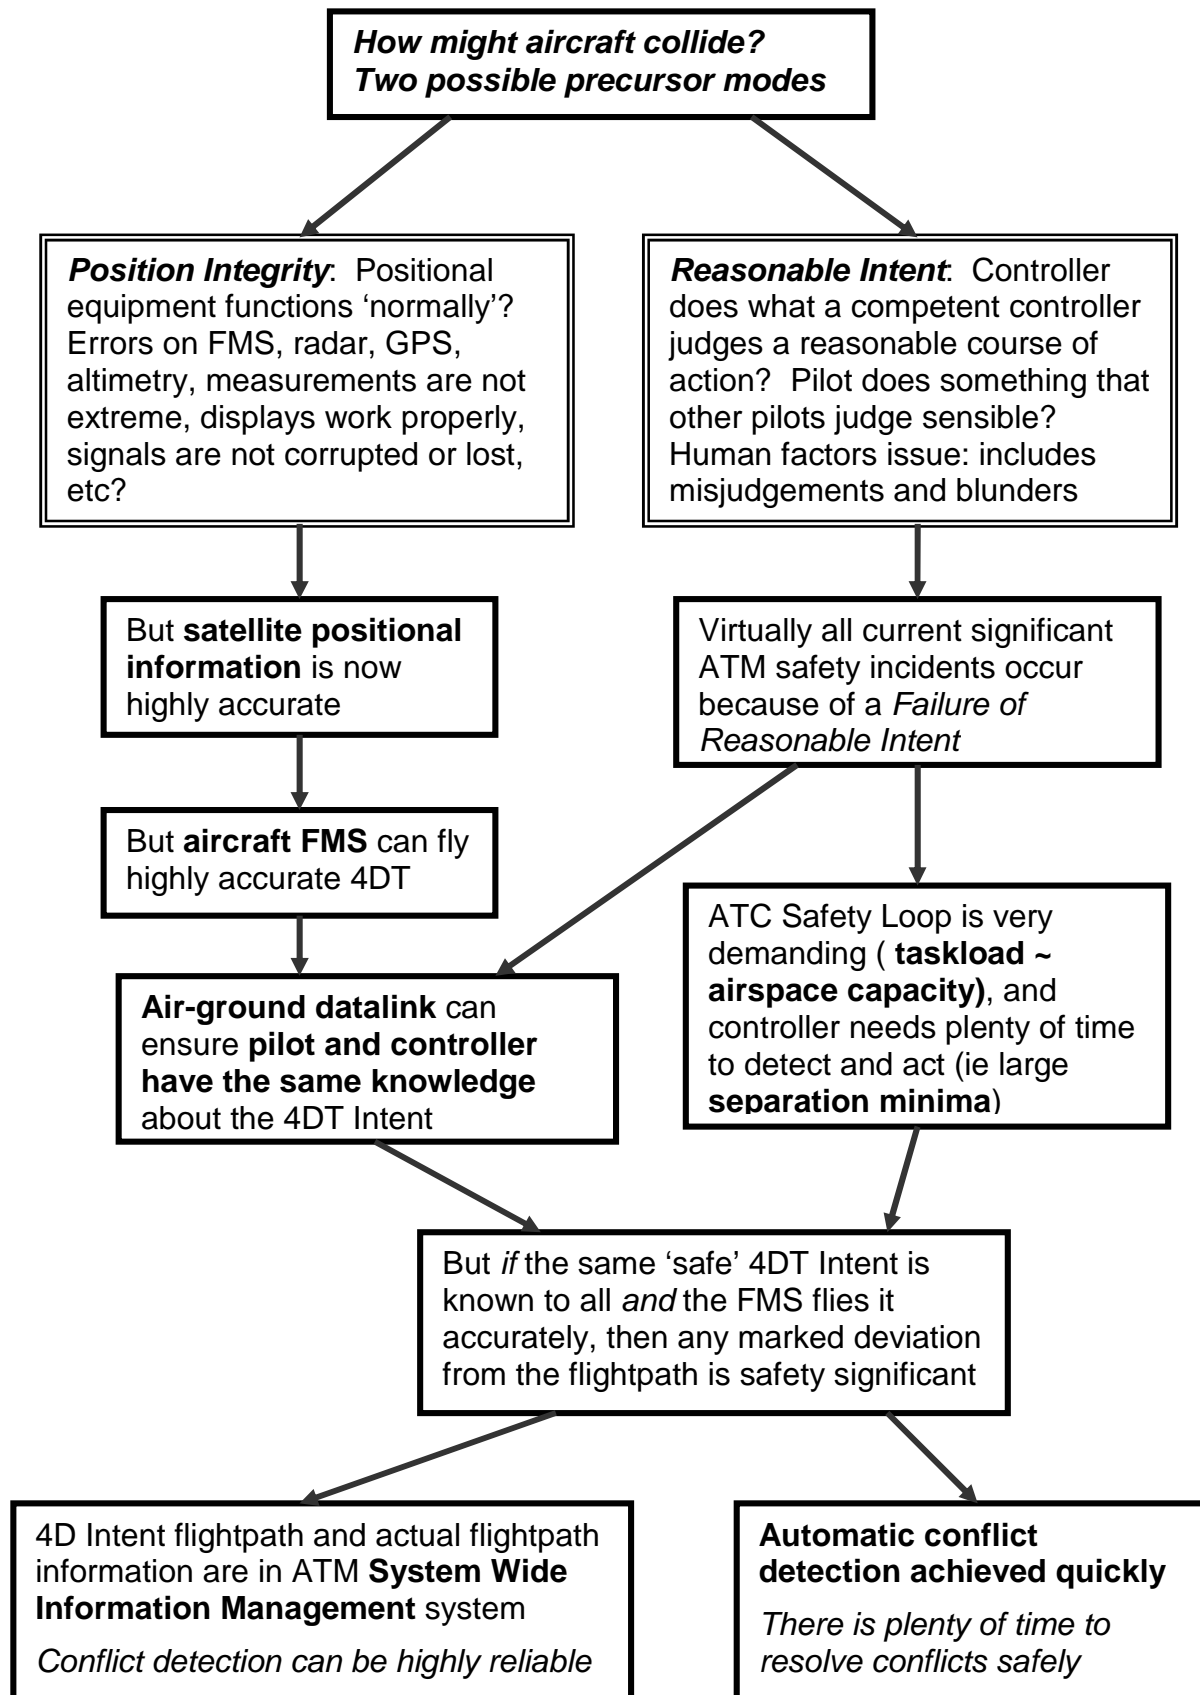 How might aircraft collide?
Two possible precursor modes
Position Integrity:  Positional
equipment functions ‘normally’?
Errors on FMS, radar, GPS,
altimetry, measurements are not
extreme, displays work properly,
signals are not corrupted or lost,
etc?
Reasonable Intent:  Controller
does what a competent controller
judges a reasonable course of
action?  Pilot does something that
other pilots judge sensible?
Human factors issue: includes
misjudgements and blunders
But satellite positional
information is now
highly accurate
Virtually all current significant
ATM safety incidents occur
because of a Failure of
Reasonable Intent
But aircraft FMS can fly
highly accurate 4DT
ATC Safety Loop is very
demanding ( taskload ~
airspace capacity), and
controller needs plenty of time
to detect and act (ie large
separation minima)
Air-ground datalink can
ensure pilot and controller
have the same knowledge
about the 4DT Intent
But if the same ‘safe’ 4DT Intent is
known to all and the FMS flies it
accurately, then any marked deviation
from the flightpath is safety significant
4D Intent flightpath and actual flightpath
information are in ATM System Wide
Information Management system
Conflict detection can be highly reliable
Automatic conflict
detection achieved quickly
There is plenty of time to
resolve conflicts safely